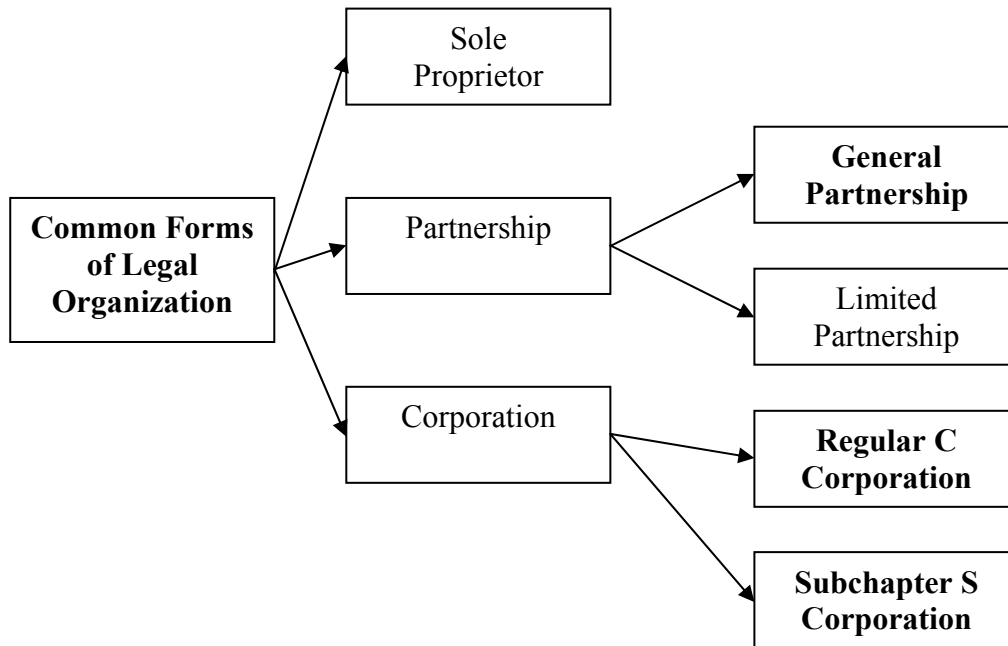 Sole
Proprietor
General
Partnership
Common Forms
of Legal
Organization
Partnership
Limited
Partnership
Corporation
Regular C
Corporation
Subchapter S
Corporation